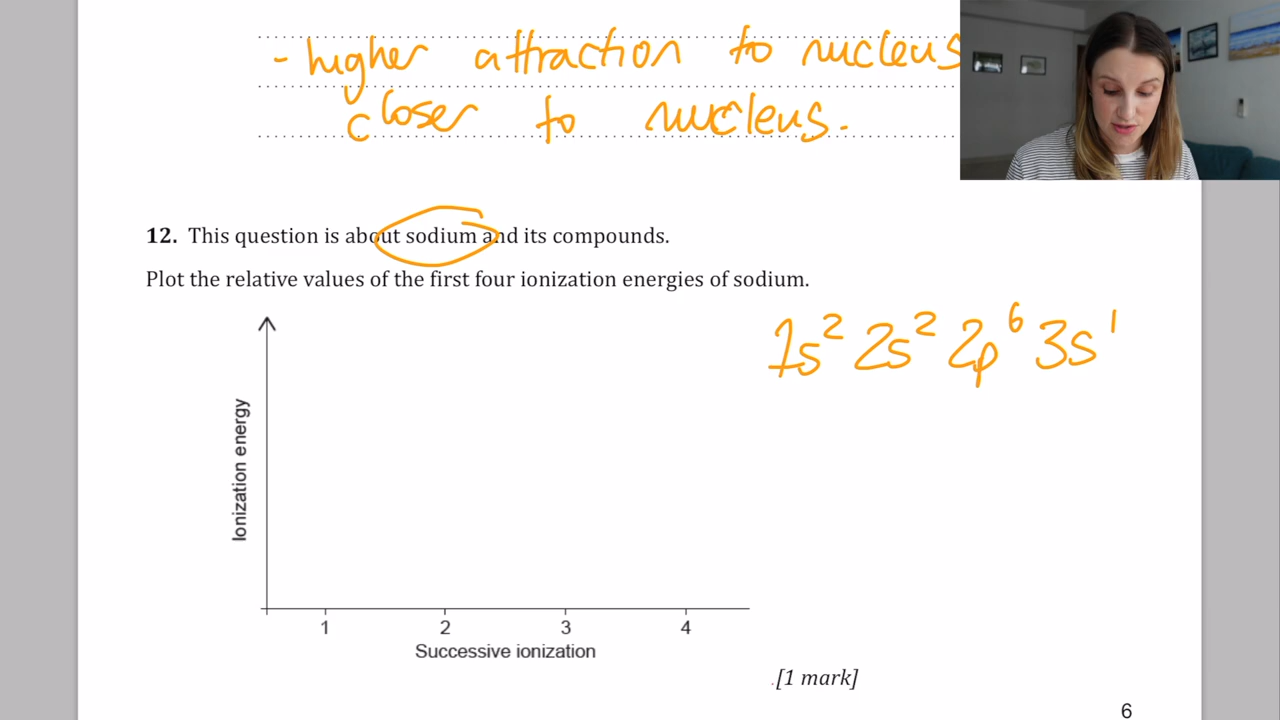 - higher attraction to nucleus
closer to nucleus.
12. This question is about sodium and its compounds.
Plot the relative values of the first four ionization energies of sodium.
1s² 2s² 2p⁶ 3s¹
Ionization energy
1 2 3 4
Successive ionization
.[1 mark]
6